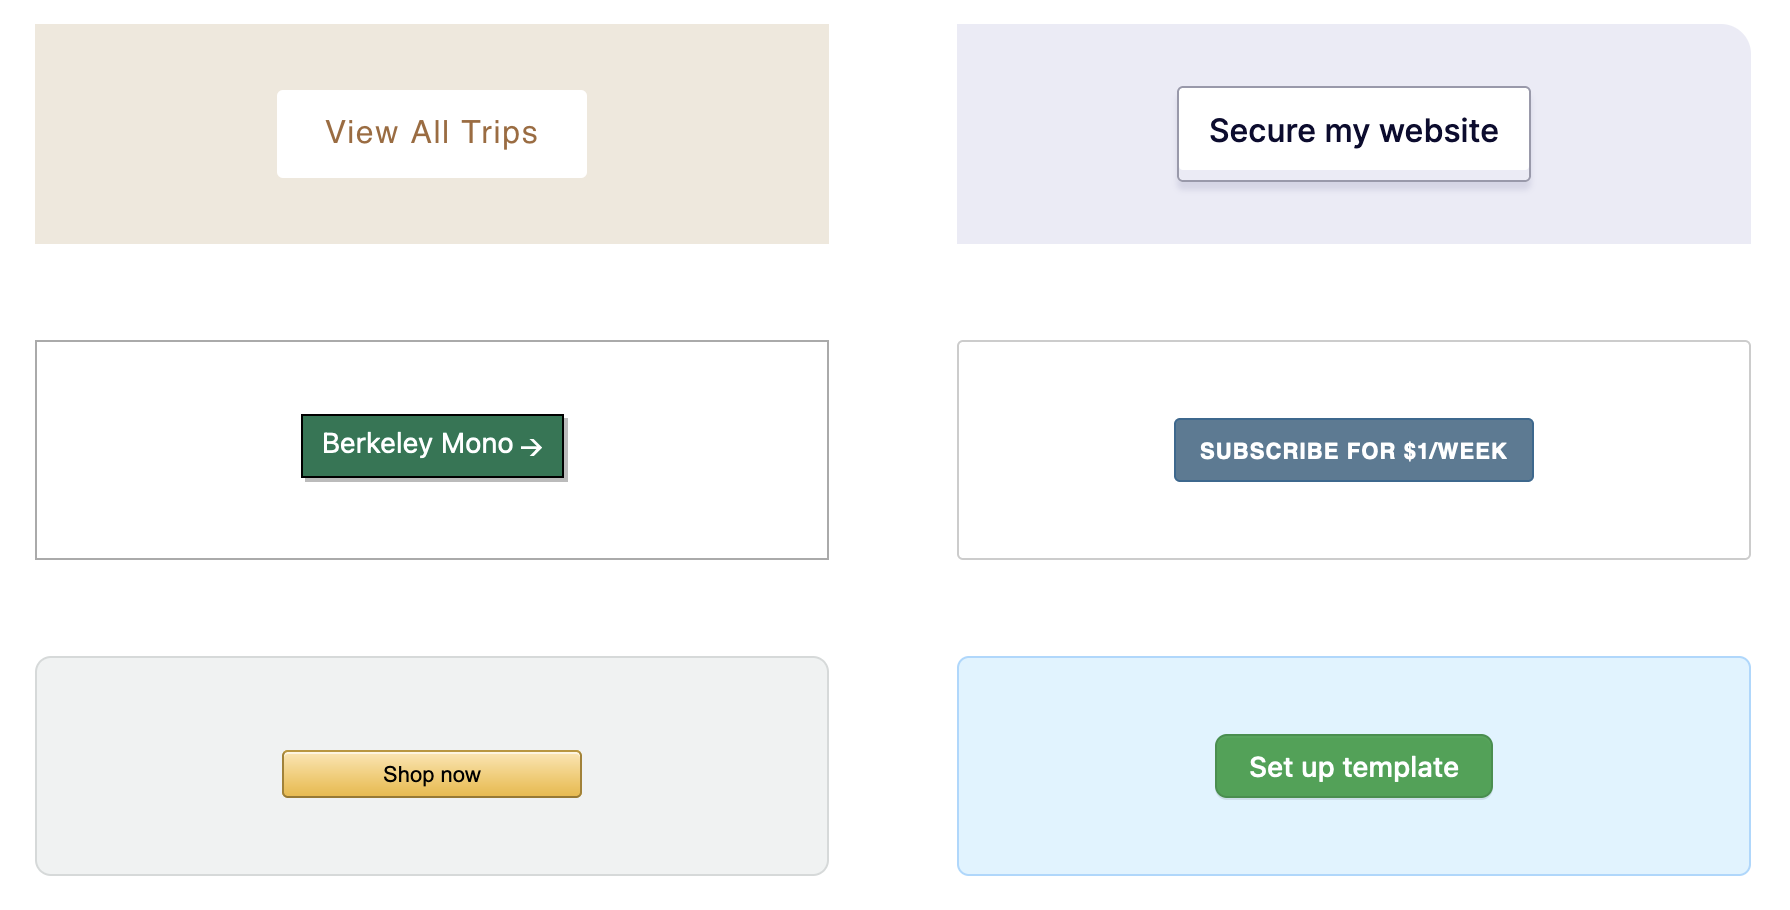 View All Trips
Secure my website
Berkeley Mono →
SUBSCRIBE FOR $1/WEEK
Shop now
Set up template